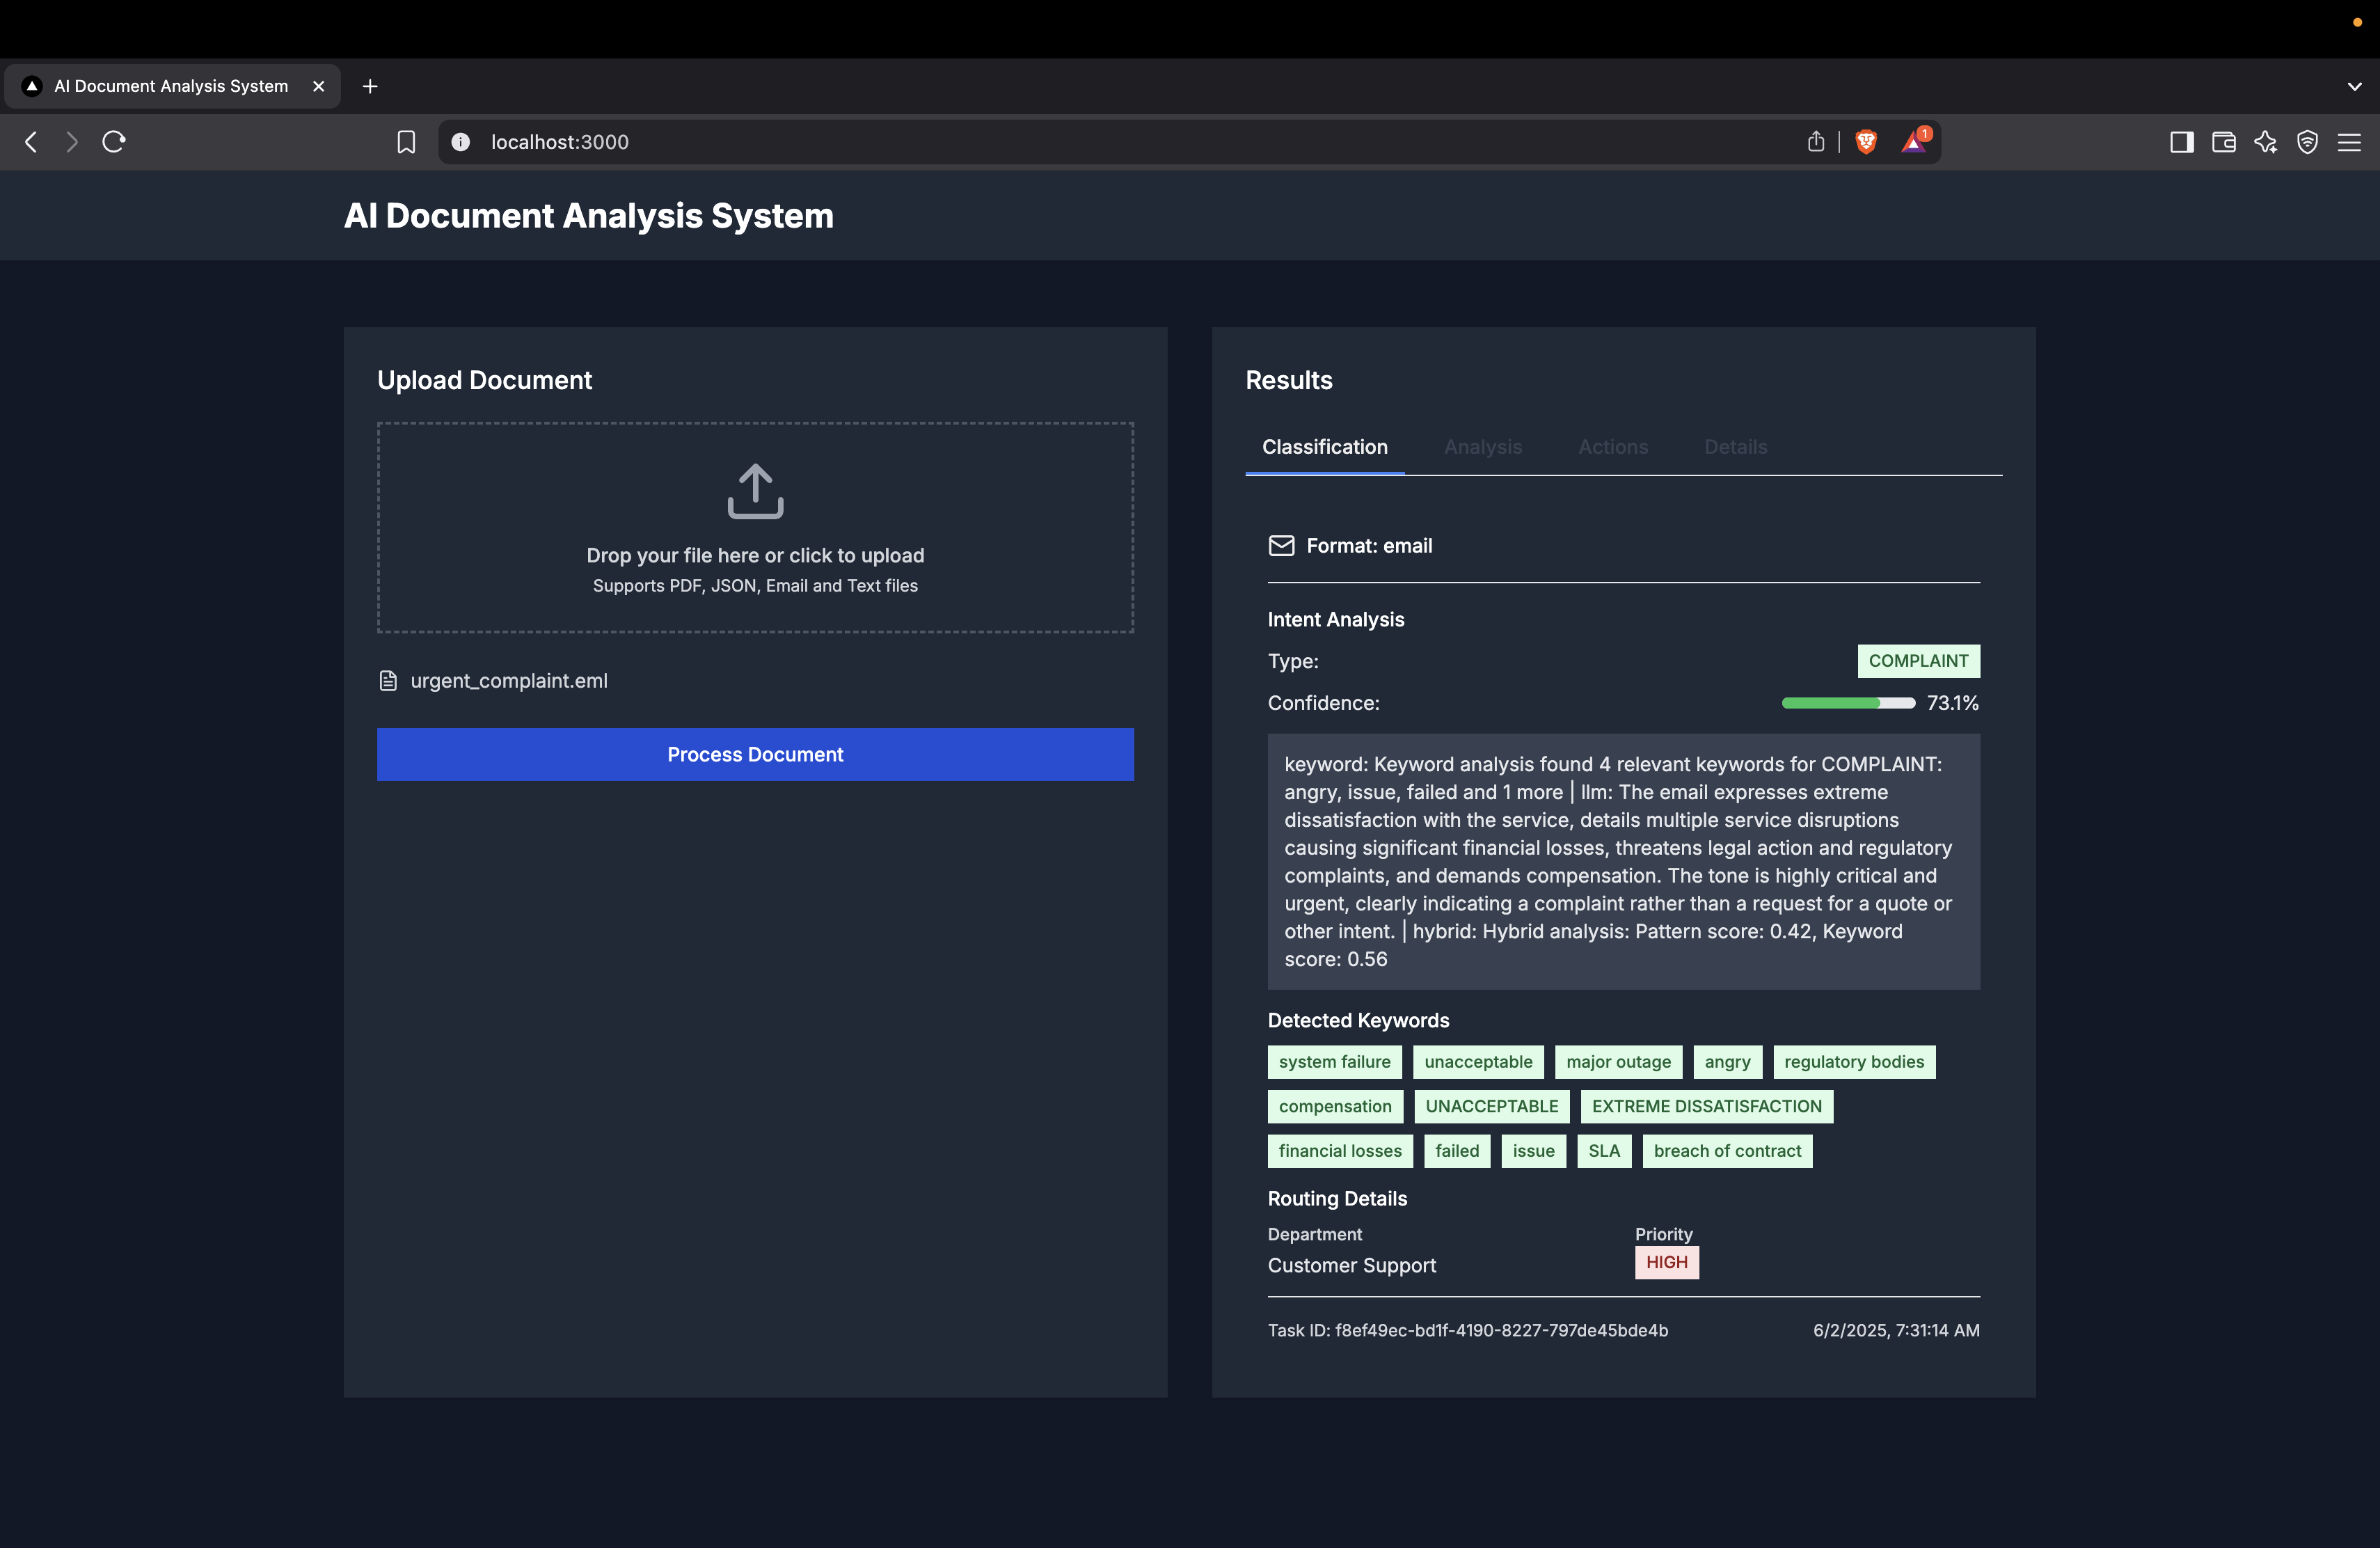 AI Document Analysis System
localhost:3000
1
AI Document Analysis System
Upload Document
Drop your file here or click to upload
Supports PDF, JSON, Email and Text files
urgent_complaint.eml
Process Document
Results
Classification Analysis Actions Details
Format: email
Intent Analysis
Type: COMPLAINT
Confidence: 73.1%
keyword: Keyword analysis found 4 relevant keywords for COMPLAINT:
angry, issue, failed and 1 more | llm: The email expresses extreme
dissatisfaction with the service, details multiple service disruptions
causing significant financial losses, threatens legal action and regulatory
complaints, and demands compensation. The tone is highly critical and
urgent, clearly indicating a complaint rather than a request for a quote or
other intent. | hybrid: Hybrid analysis: Pattern score: 0.42, Keyword
score: 0.56
Detected Keywords
system failure unacceptable major outage angry regulatory bodies
compensation UNACCEPTABLE EXTREME DISSATISFACTION
financial losses failed issue SLA breach of contract
Routing Details
Department Priority
Customer Support HIGH
Task ID: f8ef49ec-bd1f-4190-8227-797de45bde4b 6/2/2025, 7:31:14 AM